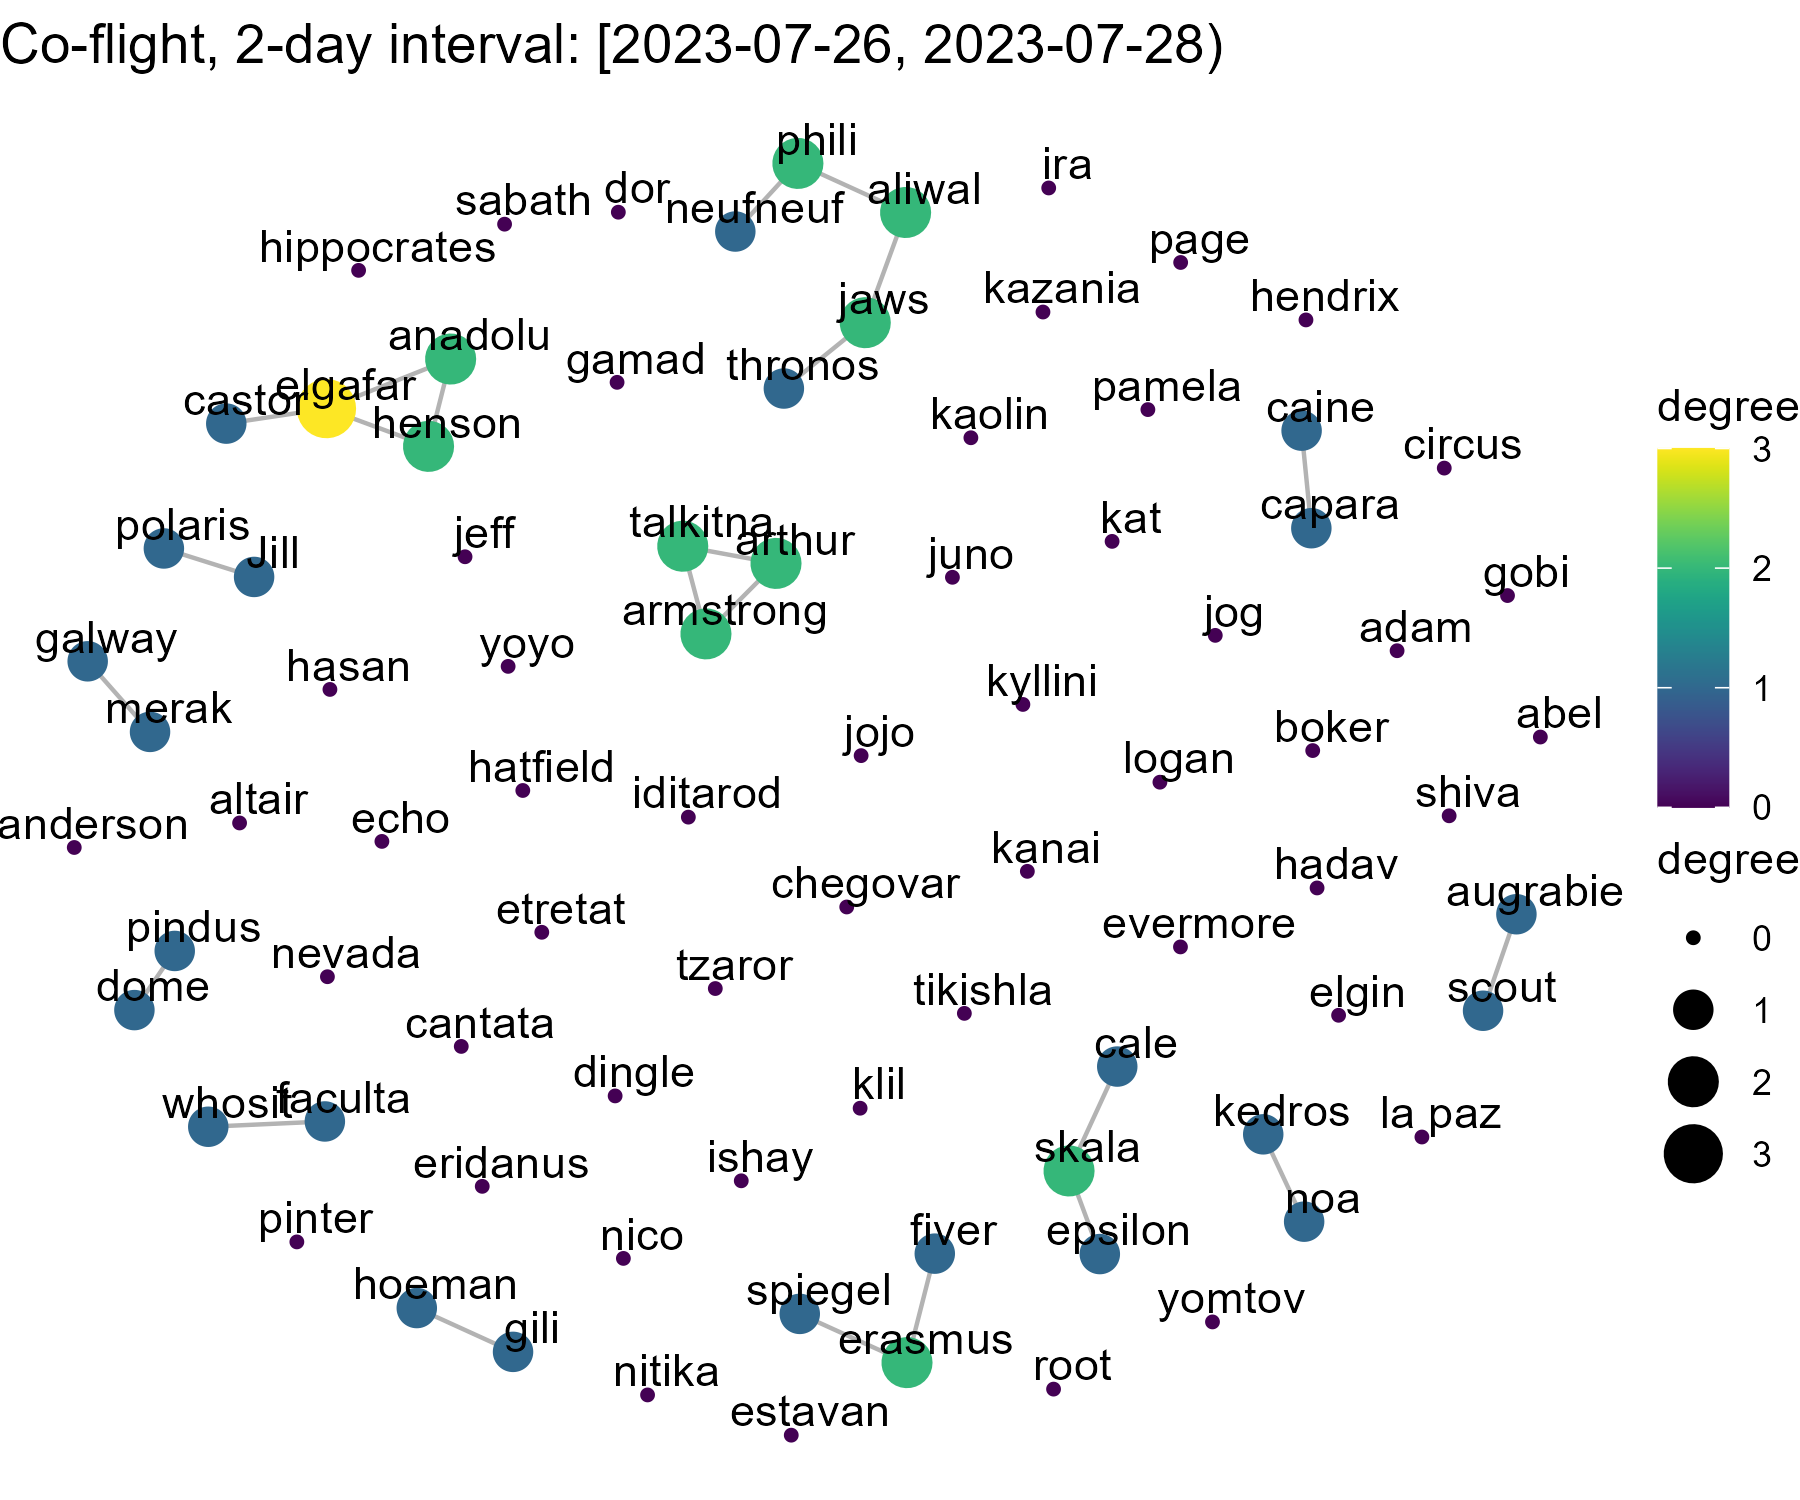 Co-flight, 2-day interval: [2023-07-26, 2023-07-28)
phili
ira
aliwal
sabath
dor
neufneuf
hippocrates
page
kazania
hendrix
jaws
anadolu
gamad
thronos
elgafar
castor
henson
pamela
kaolin
caine
circus
degree
3
2
1
0
capara
polaris
Jill
jeff
talkitna
arthur
kat
juno
gobi
armstrong
jog
adam
galway
yoyo
hasan
kyllini
merak
jojo
boker
abel
logan
hatfield
iditarod
altair
echo
anderson
shiva
kanai
hadav
degree
0
1
2
3
chegovar
augrabie
etretat
evermore
pindus
nevada
tzaror
dome
tikishla
elgin
scout
cantata
cale
dingle
klil
whosit
faculta
kedros
la paz
skala
ishay
eridanus
noa
pinter
nico
fiver
epsilon
hoeman
spiegel
yomtov
gili
erasmus
nitika
root
estavan